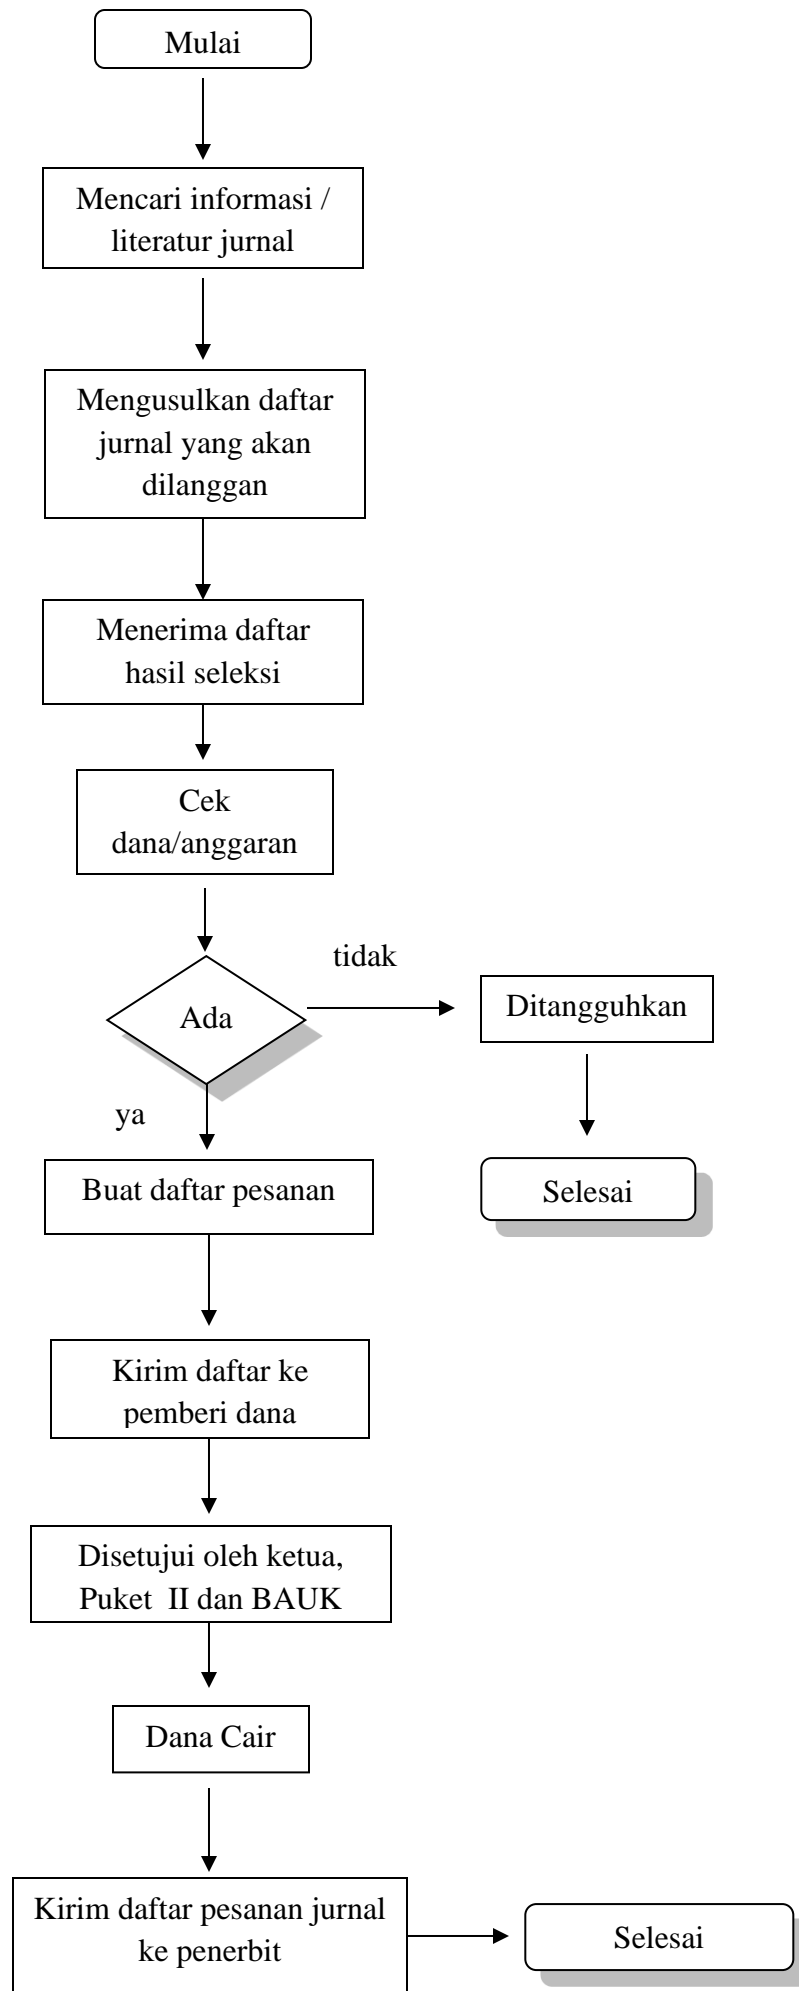 Mulai
Mencari informasi /
literatur jurnal
Mengusulkan daftar
jurnal yang akan
dilanggan
Menerima daftar
hasil seleksi
Cek
dana/anggaran
Ada
tidak
Ditangguhkan
Selesai
ya
Buat daftar pesanan
Kirim daftar ke
pemberi dana
Disetujui oleh ketua,
Puket  II dan BAUK
Dana Cair
Kirim daftar pesanan jurnal
ke penerbit
Selesai